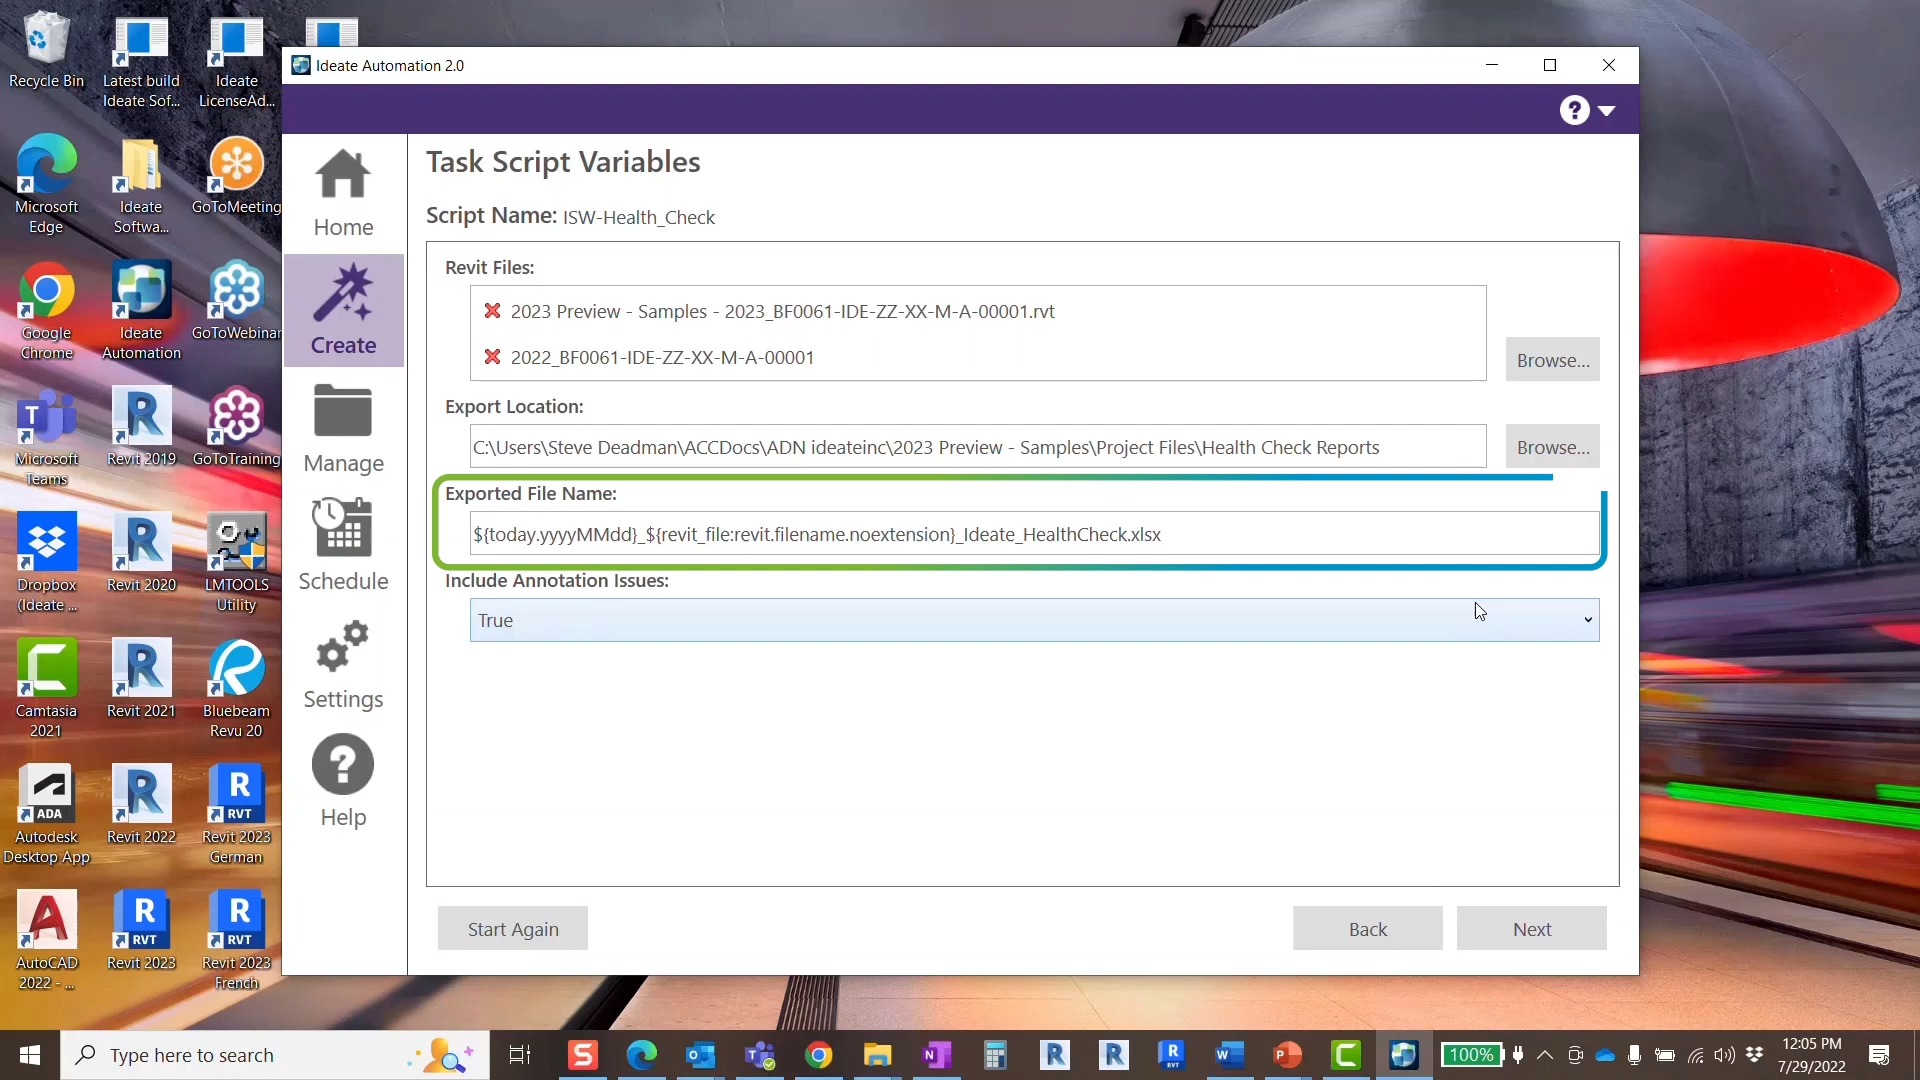 Recycle Bin
Latest build
Ideate Sof...
Ideate
LicenseAd...
Microsoft
Edge
Ideate
Softwa...
GoToMeeting
Google
Chrome
Ideate
Automation
GoToWebinar
Microsoft
Teams
Revit 2019
GoToTraining
Dropbox
(Ideate ...
Revit 2020
LMTOOLS
Utility
Camtasia
2021
Revit 2021
Bluebeam
Revu 20
ADA
Autodesk
Desktop App
Revit 2022
RVT
Revit 2023
German
AutoCAD
2022 - ...
RVT
Revit 2023
RVT
Revit 2023
French
Ideate Automation 2.0
Home
Create
Manage
Schedule
Settings
Help
Task Script Variables
Script Name: ISW-Health_Check
Revit Files:
2023 Preview - Samples - 2023_BF0061-IDE-ZZ-XX-M-A-00001.rvt
2022_BF0061-IDE-ZZ-XX-M-A-00001
Browse...
Export Location:
C:\Users\Steve Deadman\ACCDocs\ADN ideateinc\2023 Preview - Samples\Project Files\Health Check Reports
Browse...
Exported File Name:
${today.yyyyMMdd}_${revit_file:revit.filename.noextension}_Ideate_HealthCheck.xlsx
Include Annotation Issues:
True
Start Again
Back
Next
Type here to search
100%
12:05 PM
7/29/2022